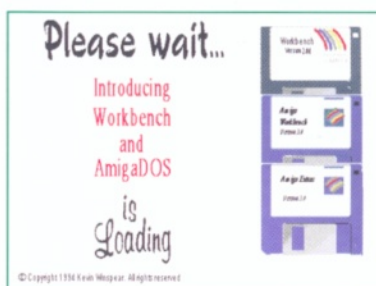 Please wait...
Introducing
Workbench
and
AmigaDOS
is
Loading
Workbench
Amiga
Workbench
Amiga Extras
© Copyright 1994 Kevin All rights reserved